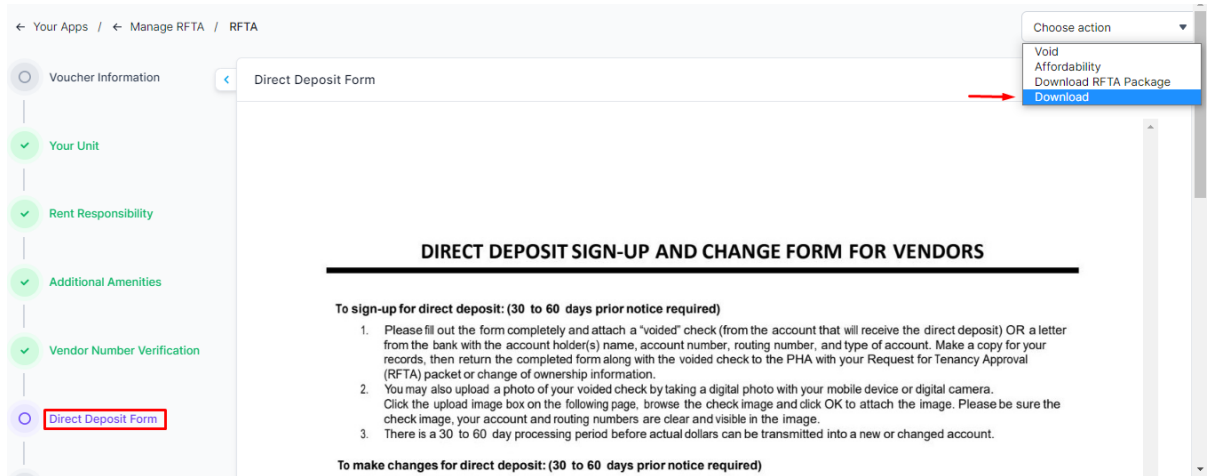 ← Your Apps / ← Manage RFTA / RFTA
Choose action
Void
Affordability
Download RFTA Package
Download
Voucher Information
Your Unit
Rent Responsibility
Additional Amenities
Vendor Number Verification
Direct Deposit Form
Direct Deposit Form
DIRECT DEPOSIT SIGN-UP AND CHANGE FORM FOR VENDORS
To sign-up for direct deposit: (30 to 60 days prior notice required)
1. Please fill out the form completely and attach a “voided” check (from the account that will receive the direct deposit) OR a letter
from the bank with the account holder(s) name, account number, routing number, and type of account. Make a copy for your
records, then return the completed form along with the voided check to the PHA with your Request for Tenancy Approval
(RFTA) packet or change of ownership information.
2. You may also upload a photo of your voided check by taking a digital photo with your mobile device or digital camera.
Click the upload image box on the following page, browse the check image and click OK to attach the image. Please be sure the
check image, your account and routing numbers are clear and visible in the image.
3. There is a 30 to 60 day processing period before actual dollars can be transmitted into a new or changed account.
To make changes for direct deposit: (30 to 60 days prior notice required)